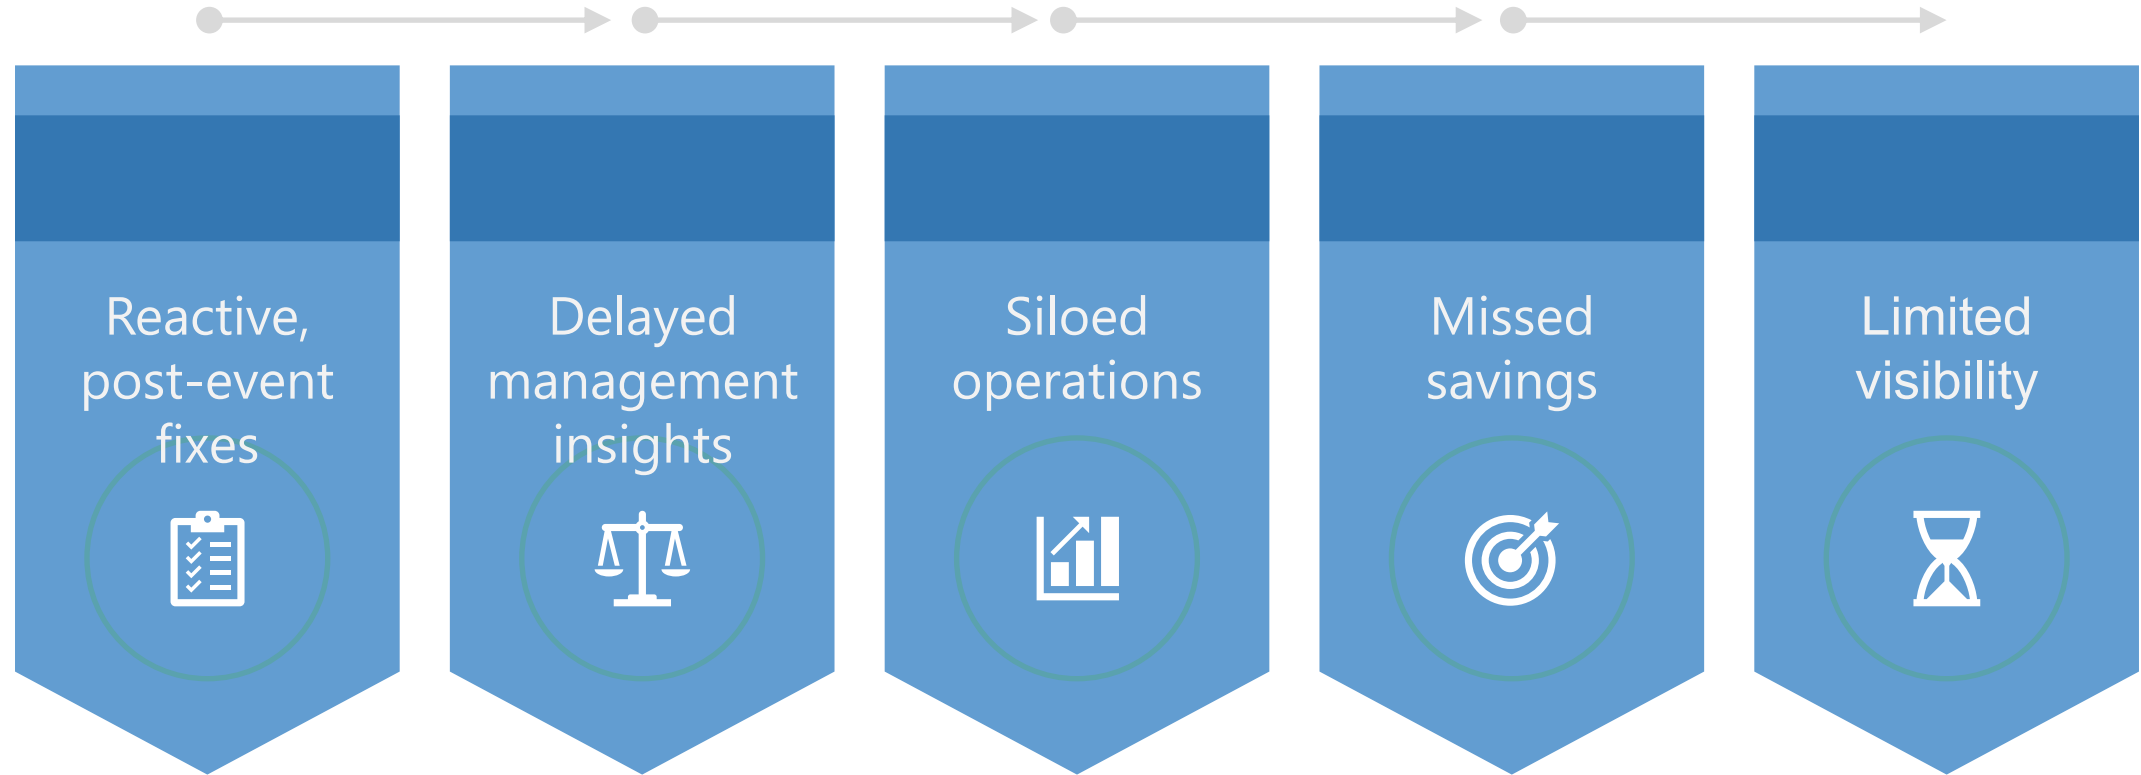 Reactive,
post-event
fixes
Delayed
management
insights
Siloed
operations
Missed
savings
Limited
visibility